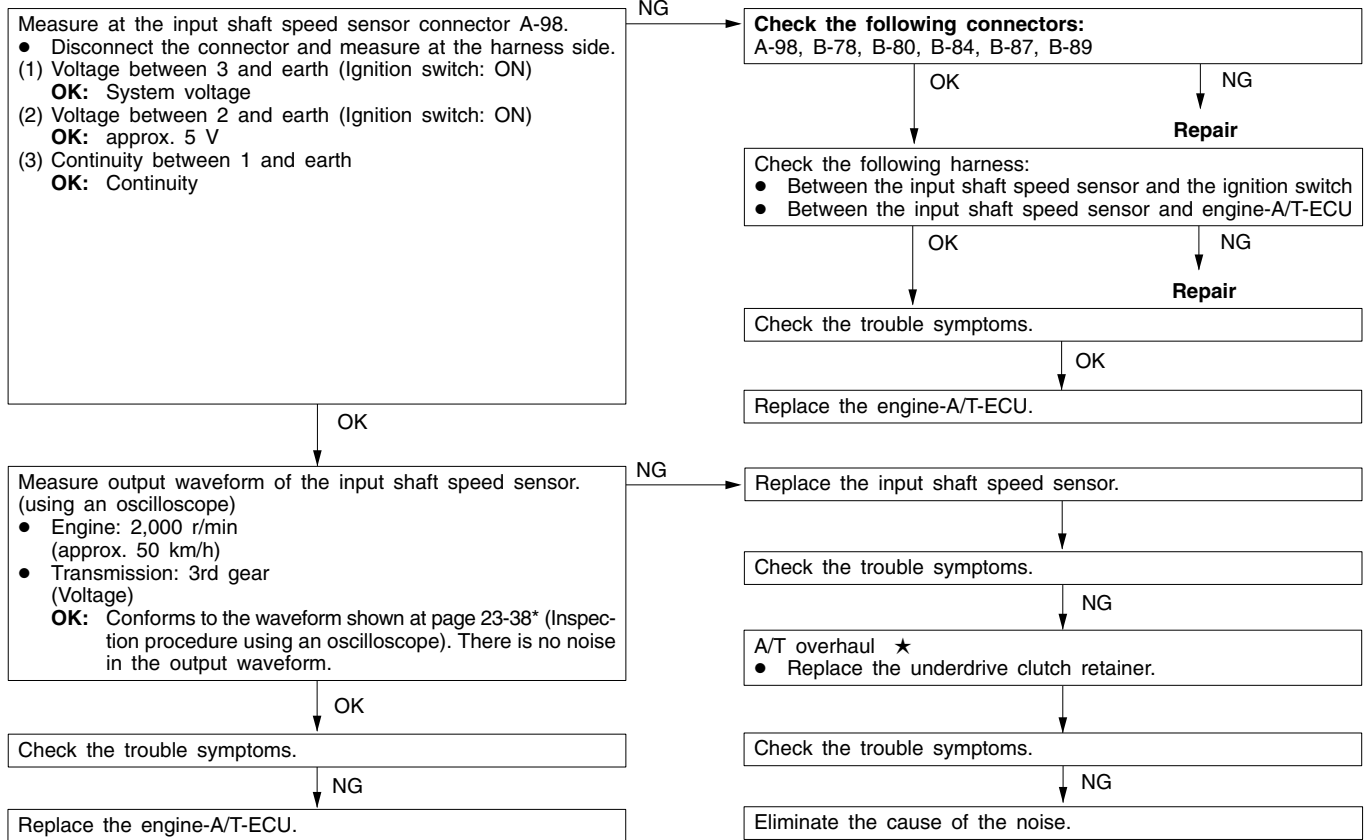 Measure at the input shaft speed sensor connector A-98.
● Disconnect the connector and measure at the harness side.
(1) Voltage between 3 and earth (Ignition switch: ON)
OK: System voltage
(2) Voltage between 2 and earth (Ignition switch: ON)
OK: approx. 5 V
(3) Continuity between 1 and earth
OK: Continuity
NG
Check the following connectors:
A-98, B-78, B-80, B-84, B-87, B-89
OK
NG
Repair
Check the following harness:
● Between the input shaft speed sensor and the ignition switch
● Between the input shaft speed sensor and engine-A/T-ECU
OK
NG
Repair
Check the trouble symptoms.
OK
Replace the engine-A/T-ECU.
OK
Measure output waveform of the input shaft speed sensor.
(using an oscilloscope)
● Engine: 2,000 r/min
(approx. 50 km/h)
● Transmission: 3rd gear
(Voltage)
OK: Conforms to the waveform shown at page 23-38* (Inspec-
tion procedure using an oscilloscope). There is no noise
in the output waveform.
NG
Replace the input shaft speed sensor.
Check the trouble symptoms.
NG
A/T overhaul ★
● Replace the underdrive clutch retainer.
Check the trouble symptoms.
NG
Eliminate the cause of the noise.
OK
Check the trouble symptoms.
NG
Replace the engine-A/T-ECU.